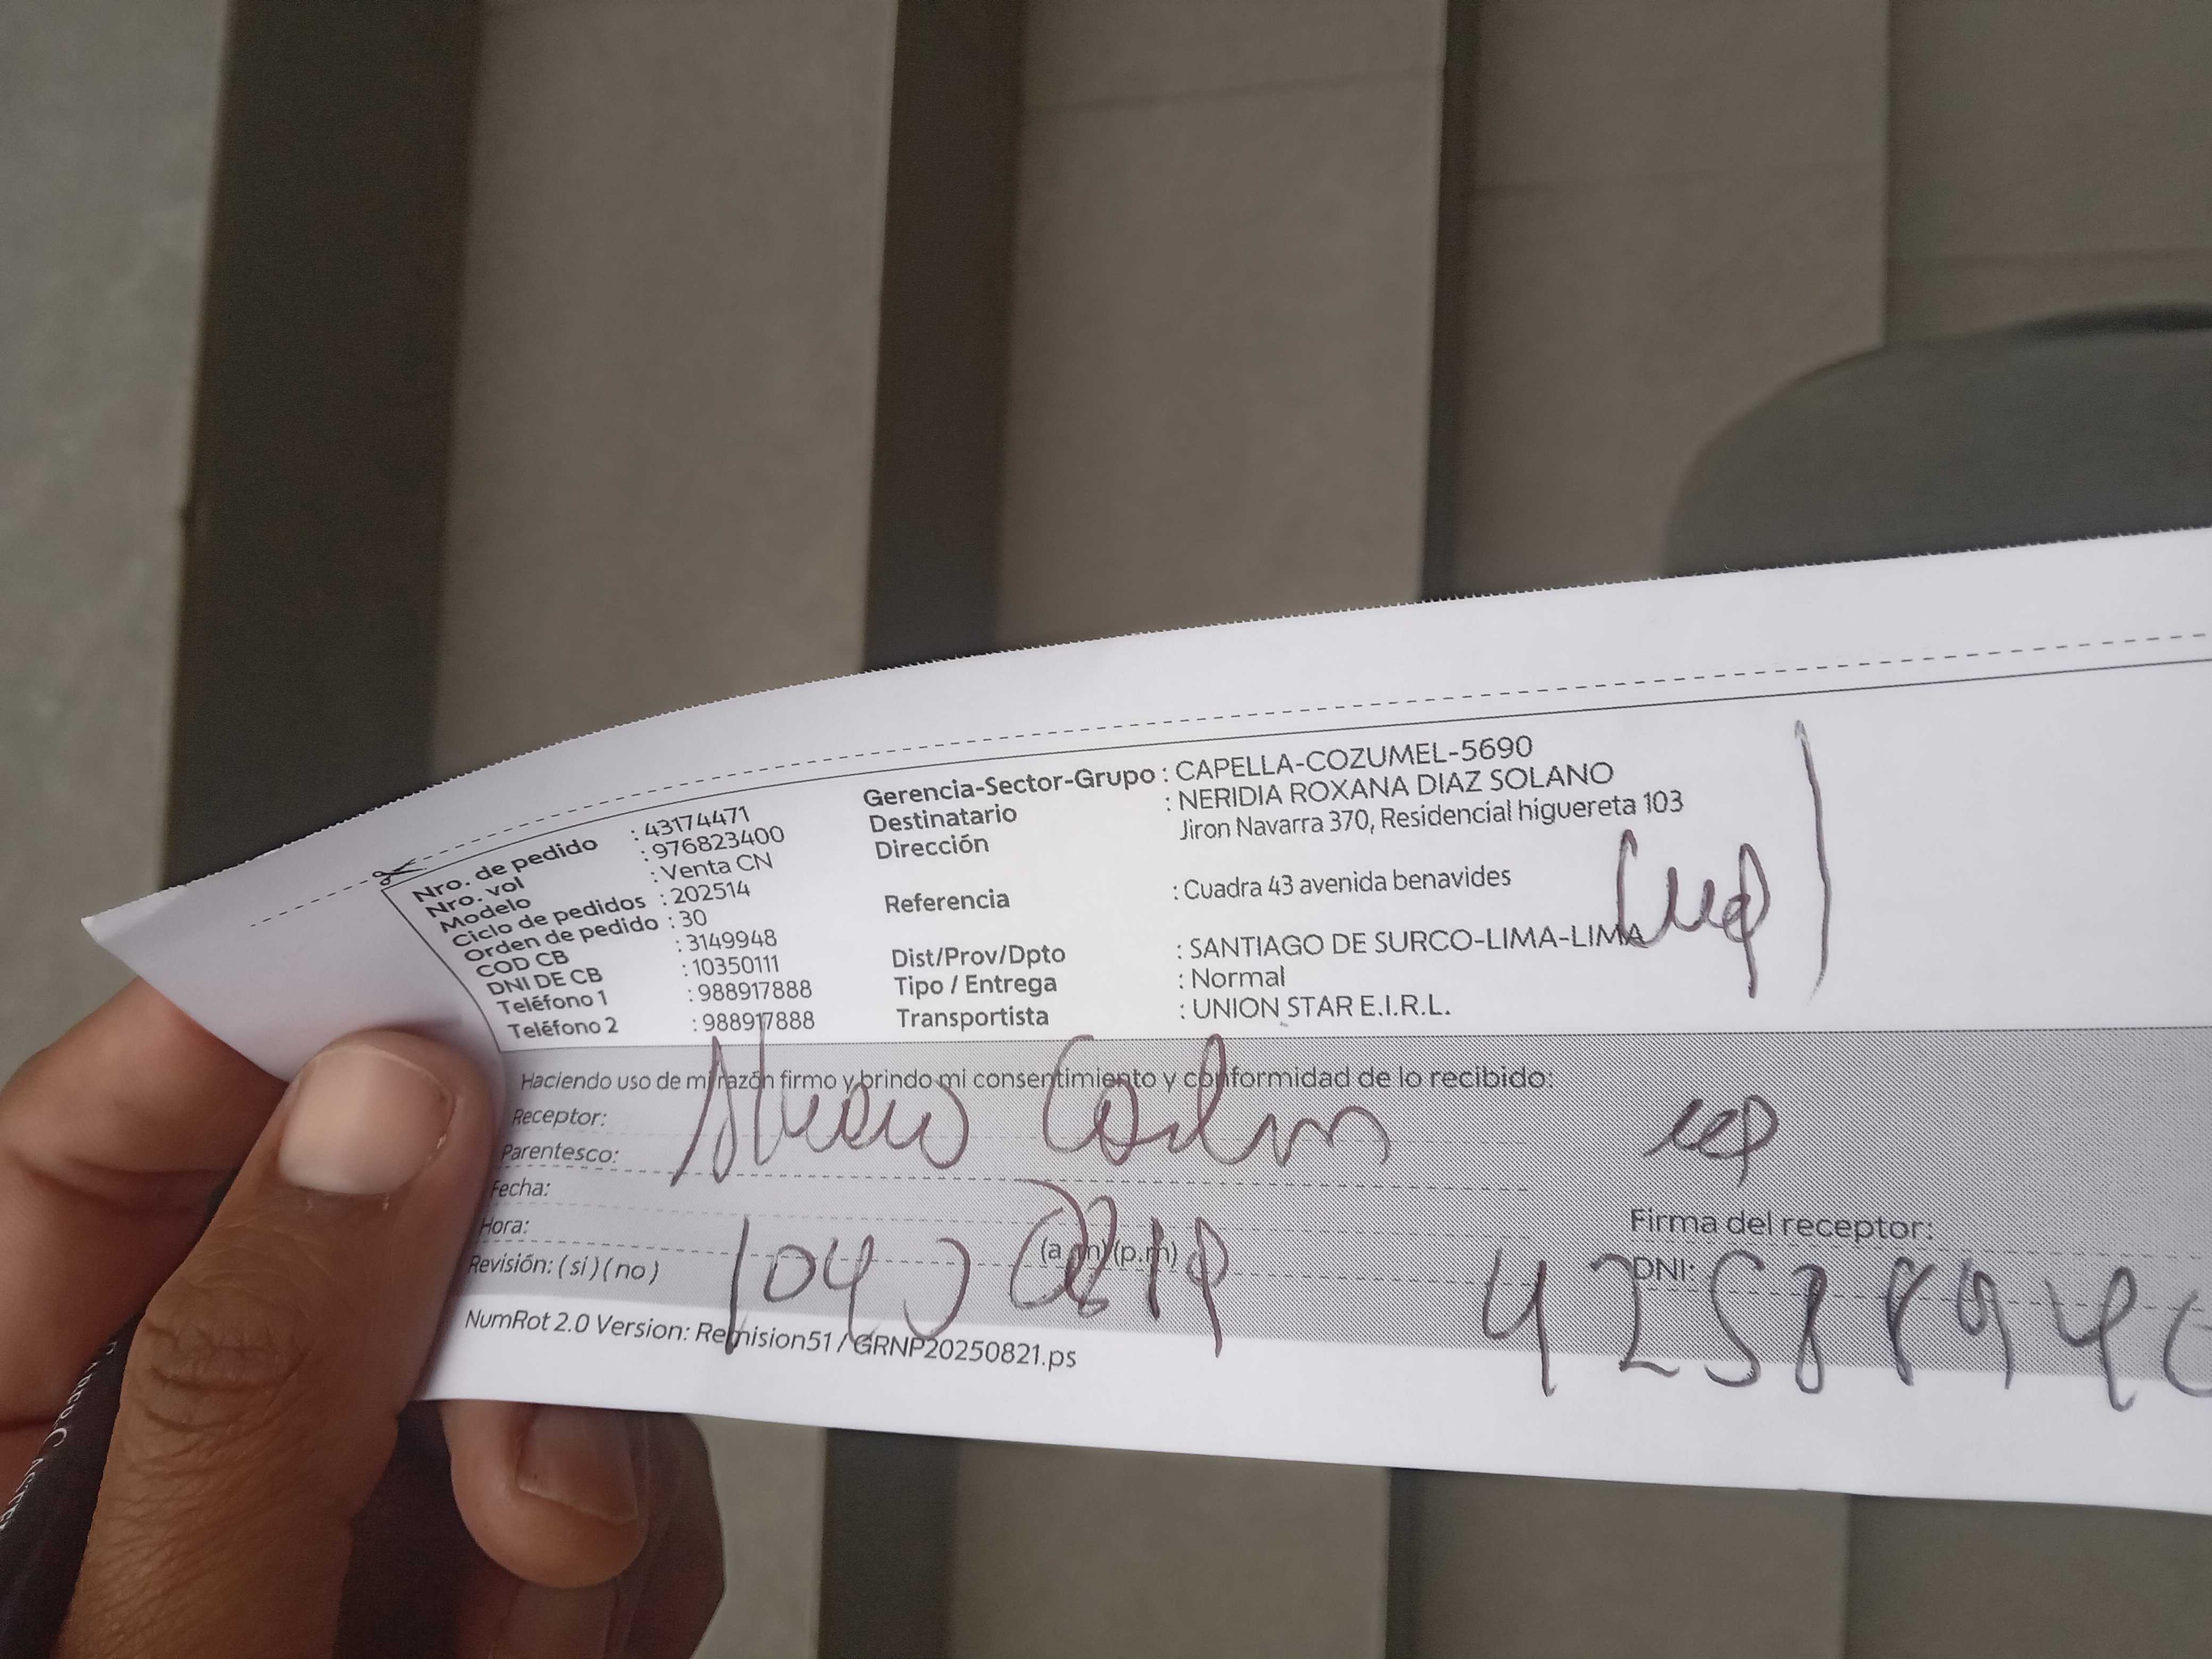 Nro. de pedido : 43174471
Nro. vol : 976823400
Modelo : Venta CN
Ciclo de pedidos : 202514
Orden de pedido : 30
COD CB : 3149948
DNI DE CB : 10350111
Teléfono 1 : 988917888
Teléfono 2 : 988917888
Gerencia-Sector-Grupo : CAPELLA-COZUMEL-5690
Destinatario : NERIDIA ROXANA DIAZ SOLANO
Dirección Jiron Navarra 370, Residencial higuereta 103
Referencia : Cuadra 43 avenida benavides
Dist/Prov/Dpto : SANTIAGO DE SURCO-LIMA-LIMA
Tipo / Entrega : Normal
Transportista : UNION STAR E.I.R.L.
Haciendo uso de mi razón firmo y brindo mi consentimiento y conformidad de lo recibido:
Receptor:
Parentesco:
Fecha:
Hora: (a.m) (p.m)
Revisión: (si) (no)
Firma del receptor:
DNI: 4258894
NumRot 2.0 Version: Remision51 / GRNP20250821.ps